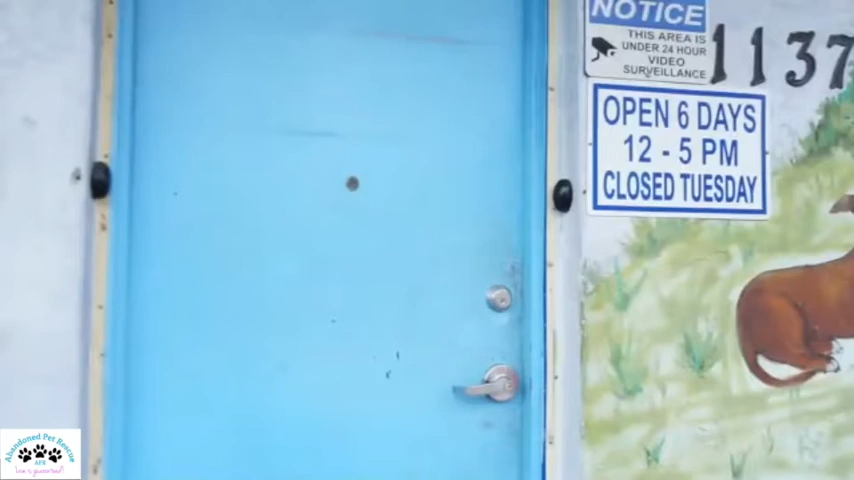 NOTICE
THIS AREA IS
UNDER 24 HOUR
VIDEO
SURVEILLANCE
1137
OPEN 6 DAYS
12 - 5 PM
CLOSED TUESDAY
Abandoned Pet Rescue
APR